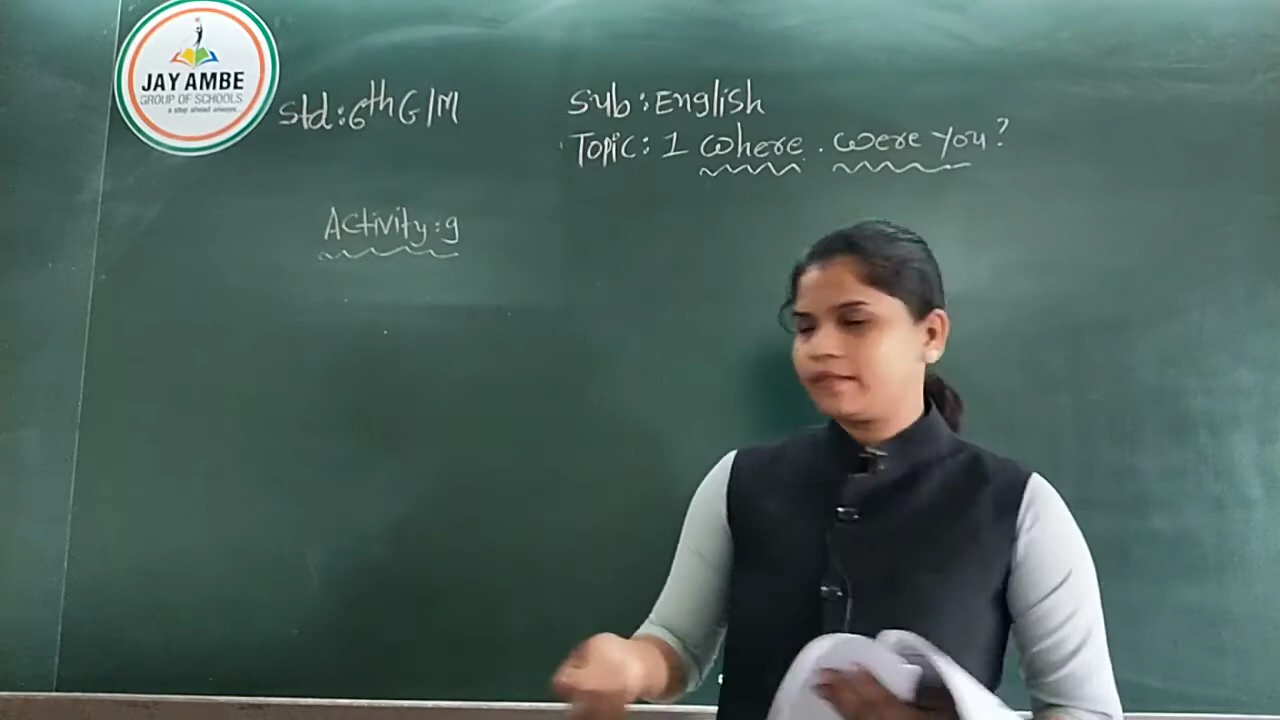 JAY AMBE
GROUP OF SCHOOLS
a step ahead always
Std:6th G/M
Sub:English
Topic: 1 Where. Were you?
Activity:9